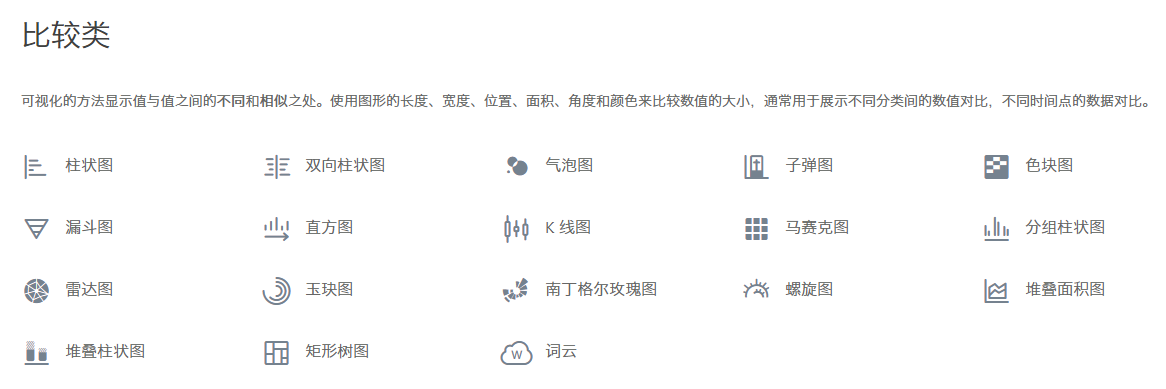 比较类
可视化的方法显示值与值之间的不同和相似之处。使用图形的长度、宽度、位置、面积、角度和颜色来比较数值的大小，通常用于展示不同分类间的数值对比，不同时间点的数据对比。
柱状图 双向柱状图 气泡图 子弹图 色块图
漏斗图 直方图 K 线图 马赛克图 分组柱状图
雷达图 玉玦图 南丁格尔玫瑰图 螺旋图 堆叠面积图
堆叠柱状图 矩形树图 W 词云